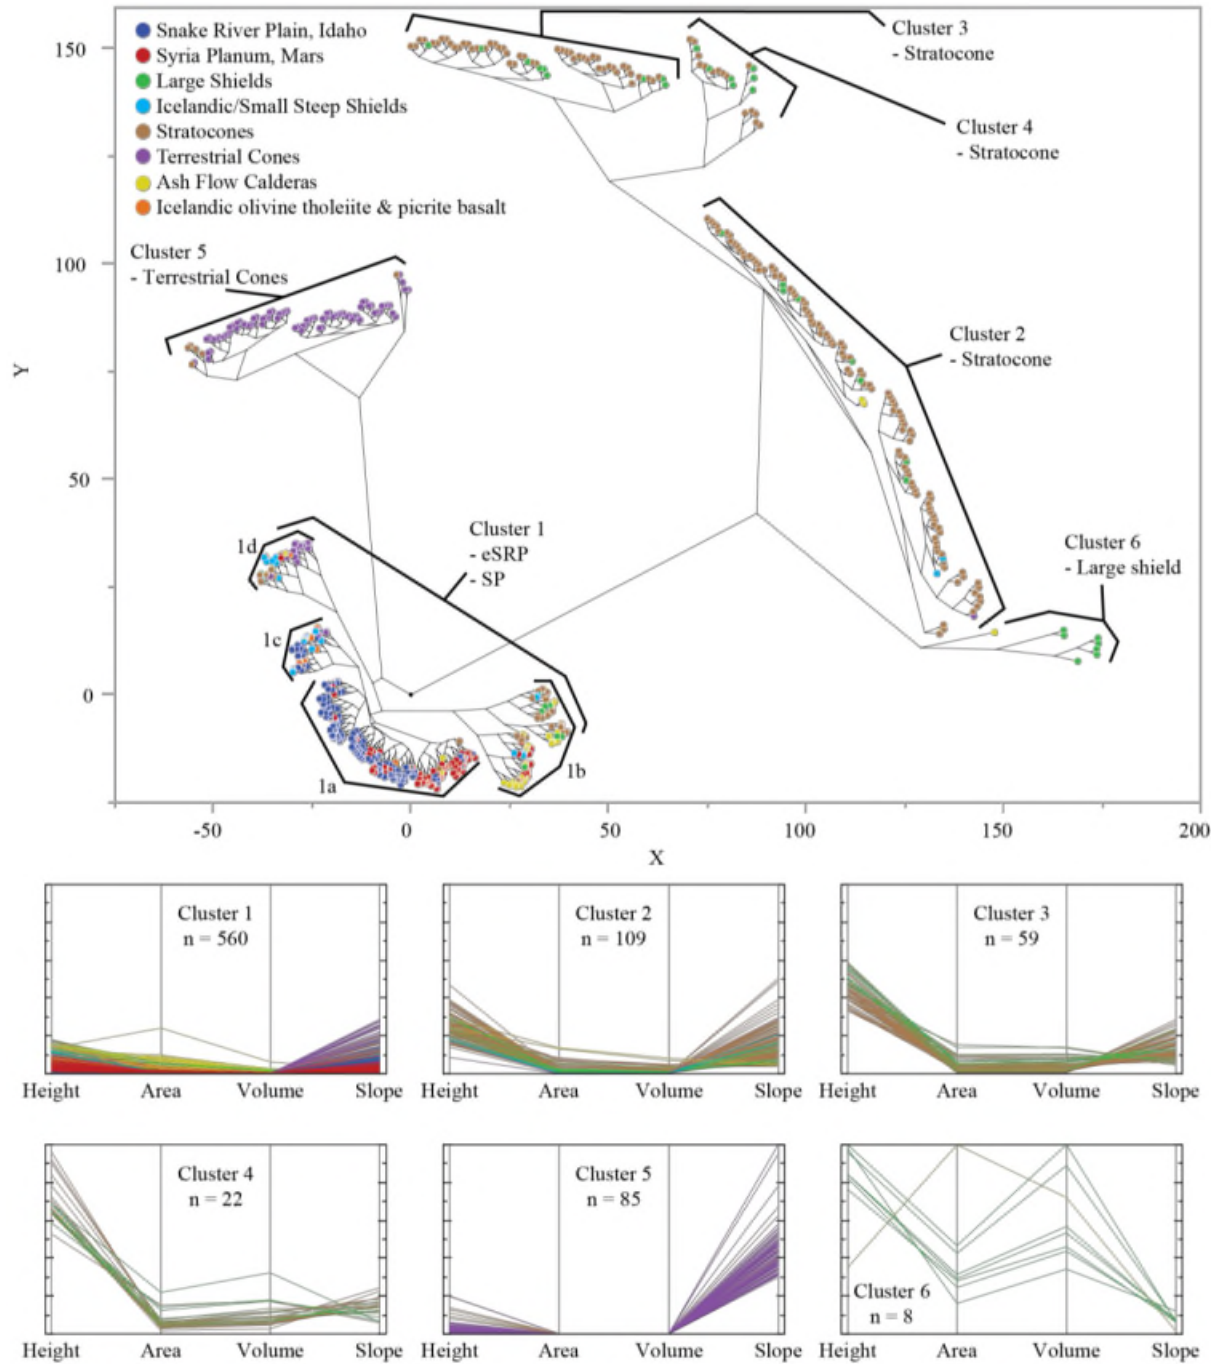 Snake River Plain, Idaho
Syria Planum, Mars
Large Shields
Icelandic/Small Steep Shields
Stratocones
Terrestrial Cones
Ash Flow Calderas
Icelandic olivine tholeiite & picrite basalt
Cluster 3
- Stratocone
Cluster 4
- Stratocone
Cluster 5
- Terrestrial Cones
Cluster 2
- Stratocone
Cluster 1
- eSRP
- SP
Cluster 6
- Large shield
1d
1c
1a
1b
150
100
50
0
Y
-50
0
50
100
150
200
X
Cluster 1
n = 560
Height Area Volume Slope
Cluster 2
n = 109
Height Area Volume Slope
Cluster 3
n = 59
Height Area Volume Slope
Cluster 4
n = 22
Height Area Volume Slope
Cluster 5
n = 85
Height Area Volume Slope
Cluster 6
n = 8
Height Area Volume Slope